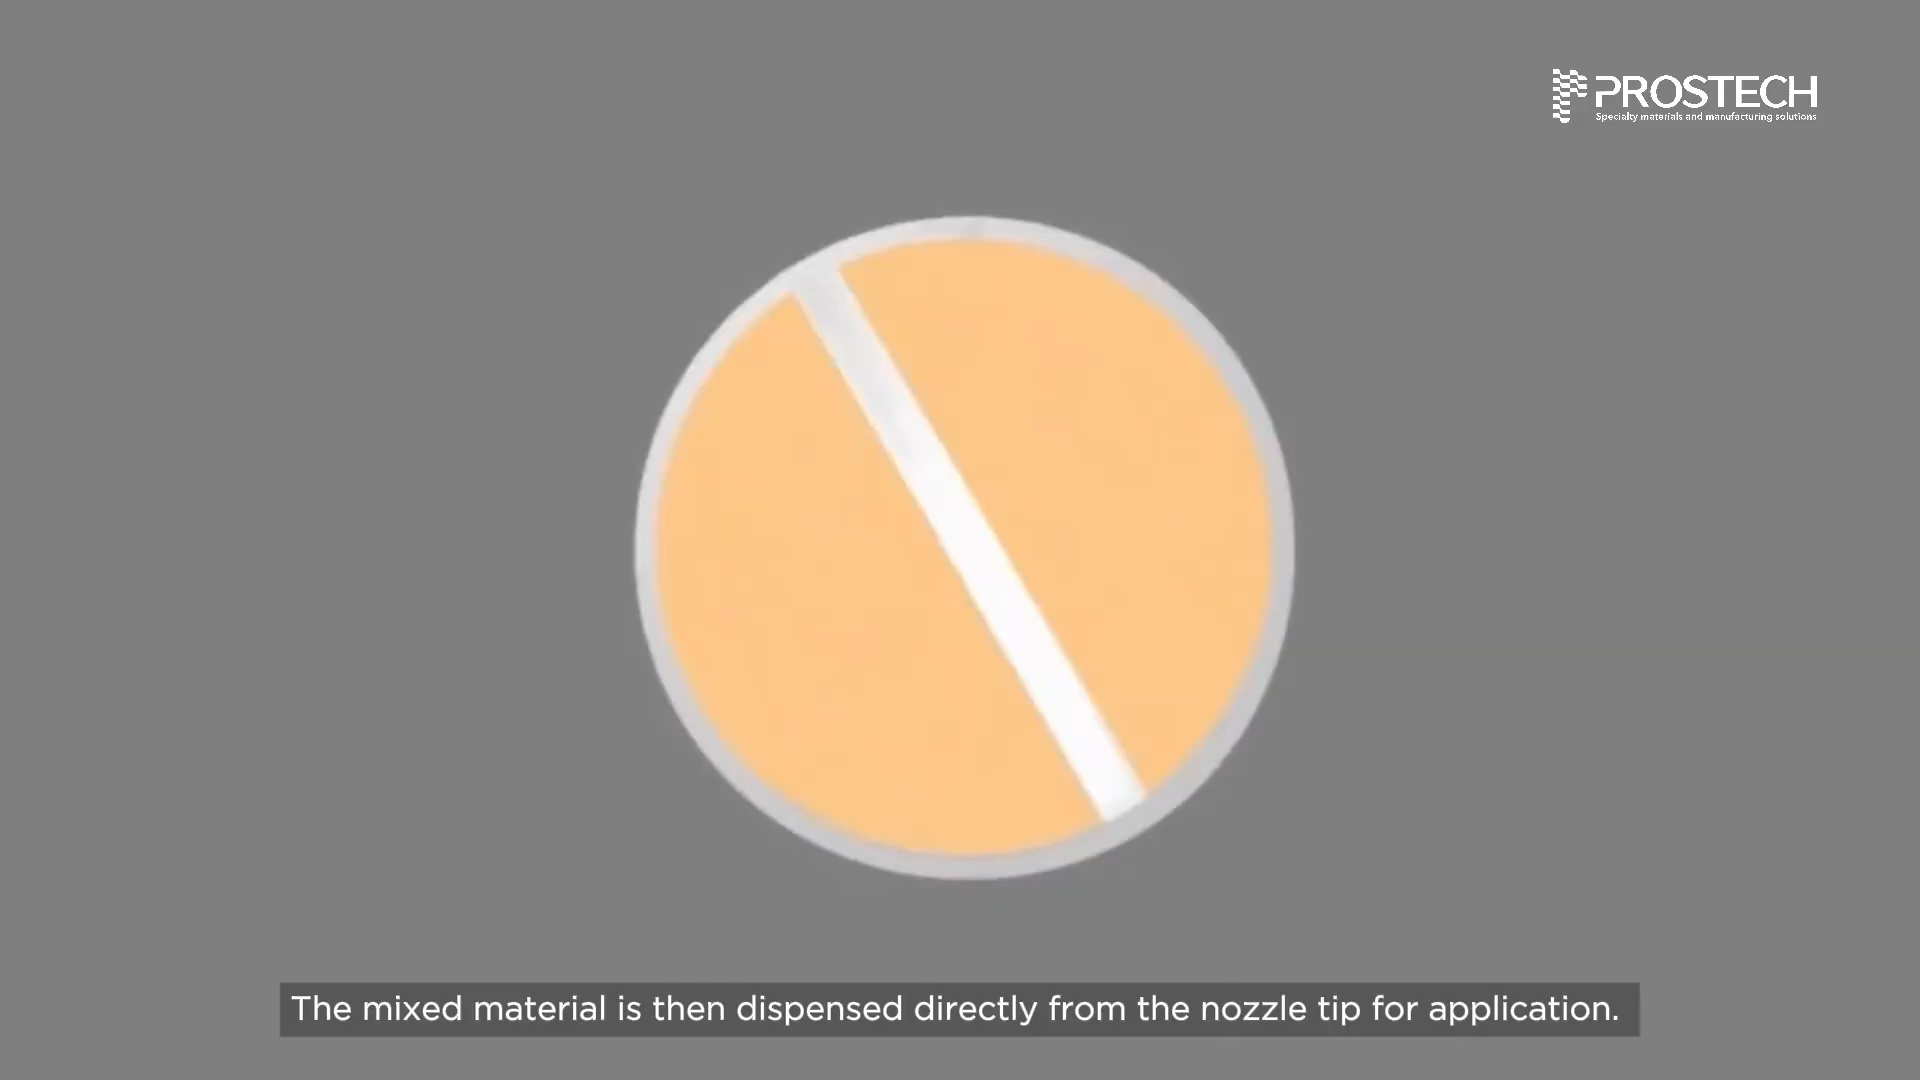 PROSTECH
Specialty materials and manufacturing solutions
The mixed material is then dispensed directly from the nozzle tip for application.